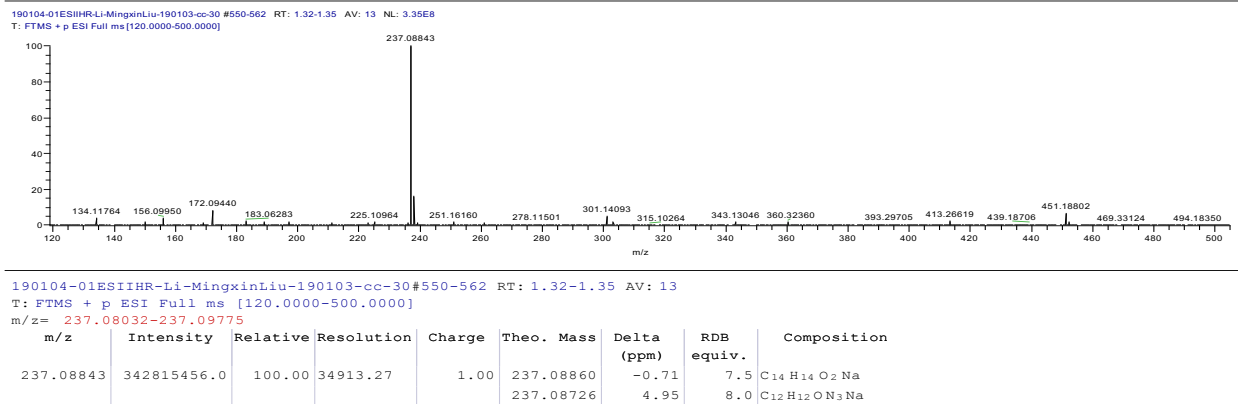 190104-01ESIIHR-Li-MingxinLiu-190103-cc-30 #550-562 RT: 1.32-1.35 AV: 13 NL: 3.35E8
T: FTMS + p ESI Full ms [120.0000-500.0000]
237.08843
100
80
60
40
20
0
134.11764 156.09950 172.09440 183.06283 225.10964 251.16160 278.11501 301.14093 315.10264 343.13046 360.32360 393.29705 413.26619 439.18706 451.18802 469.33124 494.18350
120 140 160 180 200 220 240 260 280 300 320 340 360 380 400 420 440 460 480 500
m/z
190104-01ESIIHR-Li-MingxinLiu-190103-cc-30#550-562 RT: 1.32-1.35 AV: 13
T: FTMS + p ESI Full ms [120.0000-500.0000]
m/z= 237.08032-237.09775
m/z Intensity Relative Resolution Charge Theo. Mass Delta (ppm) RDB equiv. Composition
237.08843 342815456.0 100.00 34913.27 1.00 237.08860 -0.71 7.5 C14 H14 O2 Na
237.08726 4.95 8.0 C12 H12 O N3 Na